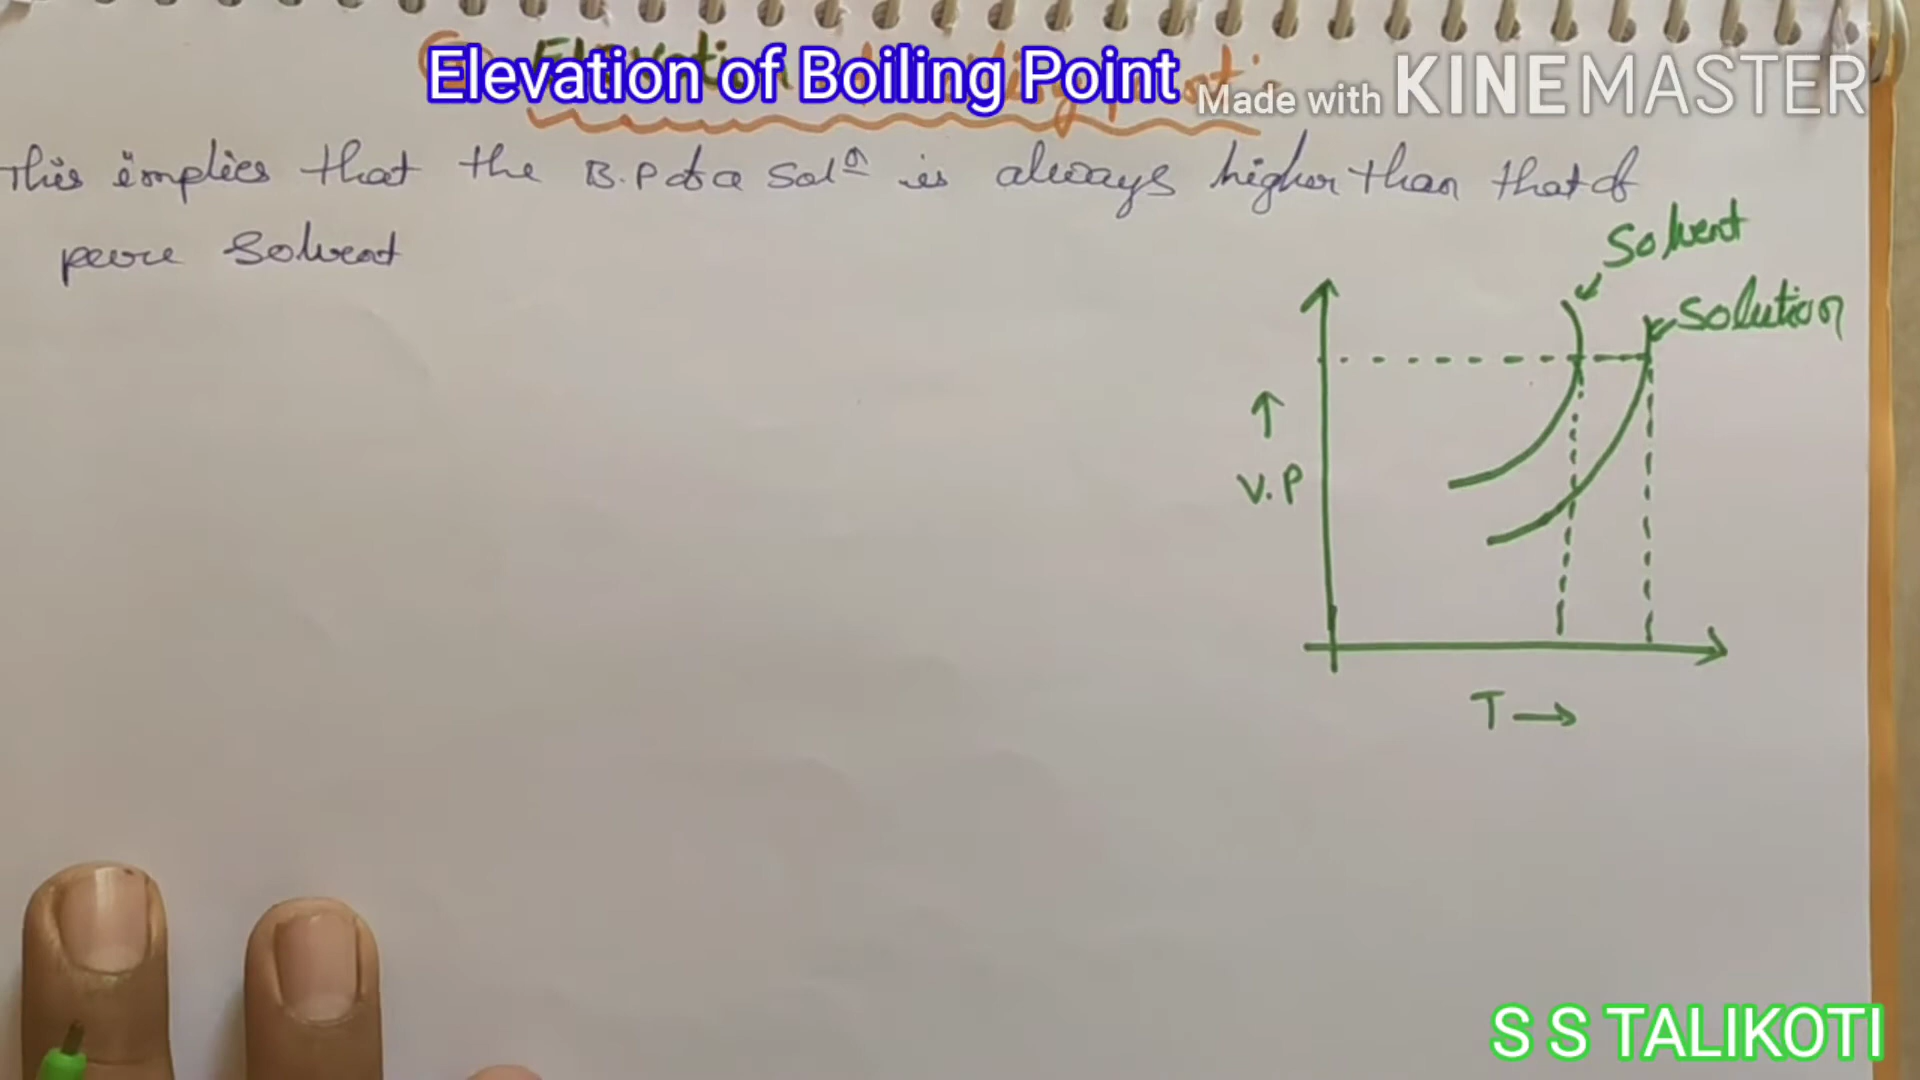 Elevation of Boiling Point
Made with KINEMASTER
This implies that the B.P of a Solⁿ is always higher than that of
pure Solvent
Solvent
Solution
V.P
T →
S S TALIKOTI